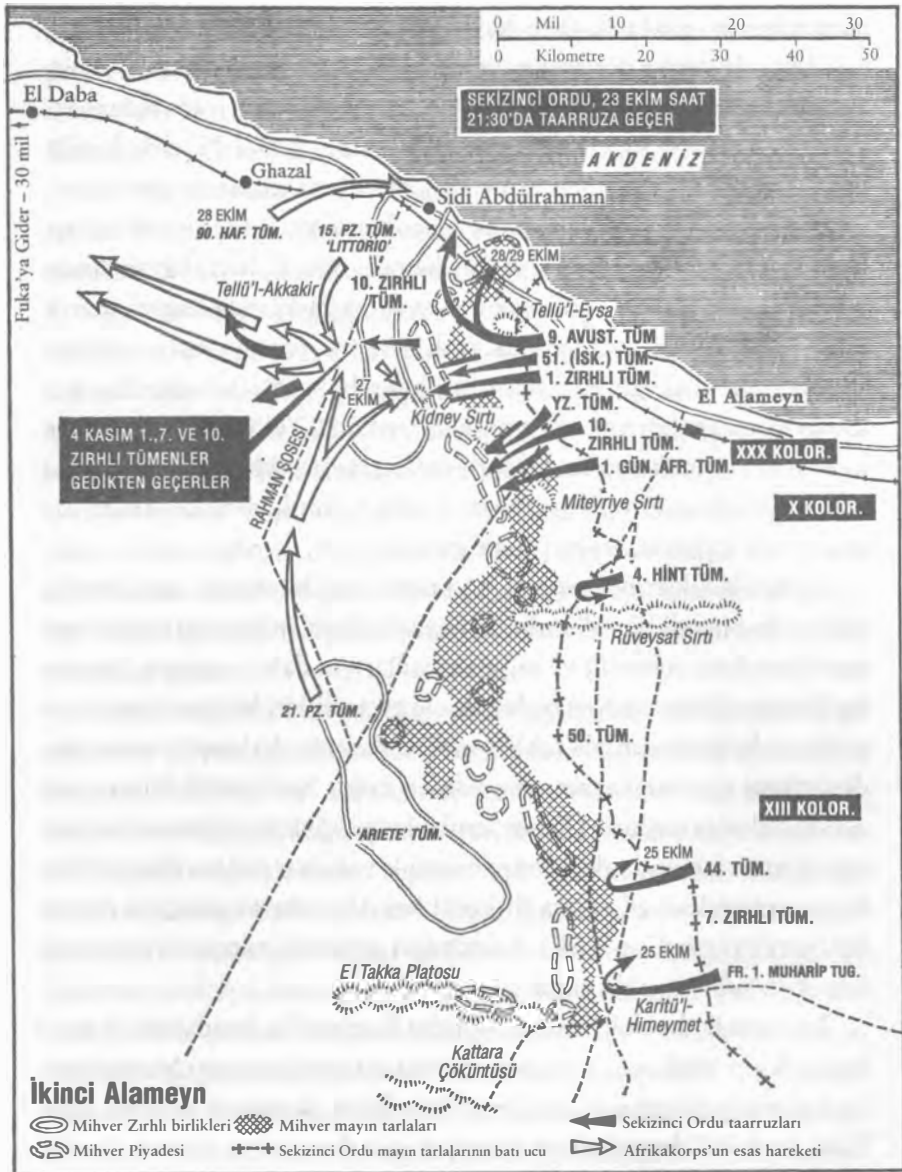 0 Mil 10 20 30
0 Kilometre 10 20 30 40 50
El Daba
SEKİZİNCİ ORDU, 23 EKİM SAAT
21:30'DA TAARRUZA GEÇER
AKDENİZ
Ghazal
Sidi Abdülrahman
Fuka'ya Gider – 30 mil
28 EKİM
90. HAF. TÜM.
15. PZ. TÜM.
'LITTORIO'
28/29 EKİM
10. ZIRHLI
TÜM.
Tellü'l-Akkakir
Tellü'l-Eysa
9. AVUST. TÜM
51. (İSK.) TÜM.
1. ZIRHLI TÜM.
El Alameyn
27
EKİM
Kidney Sırtı
YZ. TÜM.
10.
ZIRHLI TÜM.
XXX KOLOR.
4 KASIM 1..7. VE 10.
ZIRHLI TÜMENLER
GEDİKTEN GEÇERLER
1. GÜN. AFR. TÜM.
RAHMAN ŞOSESİ
Miteyriye Sırtı
X KOLOR.
4. HİNT TÜM.
Rüveysat Sırtı
21. PZ. TÜM.
50. TÜM.
'ARIETE' TÜM.
XIII KOLOR.
25 EKİM
44. TÜM.
7. ZIRHLI TÜM.
25 EKİM
FR. 1. MUHARİP TUG.
El Takka Platosu
Karitü'l-
Himeymet
Kattara
Çöküntüsü
İkinci Alameyn
Mihver Zırhlı birlikleri
Mihver mayın tarlaları
Sekizinci Ordu taarruzları
Mihver Piyadesi
Sekizinci Ordu mayın tarlalarının batı ucu
Afrikakorps'un esas hareketi